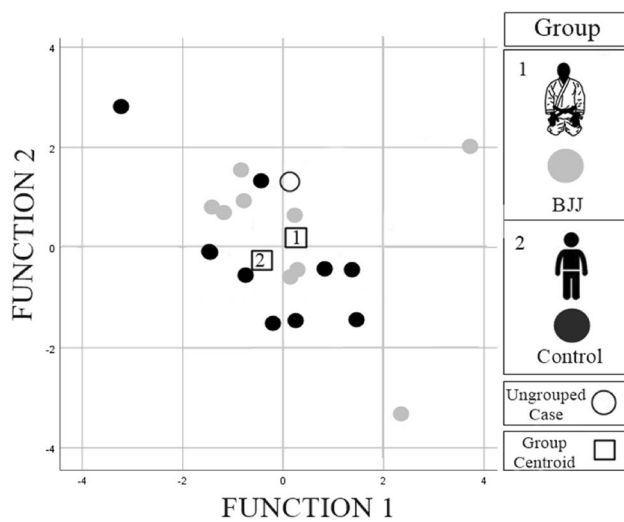 Group
1
BJJ
2
Control
Ungrouped
Case
Group
Centroid
FUNCTION 2
4
2
0
-2
-4
1
2
-4
-2
0
2
4
FUNCTION 1